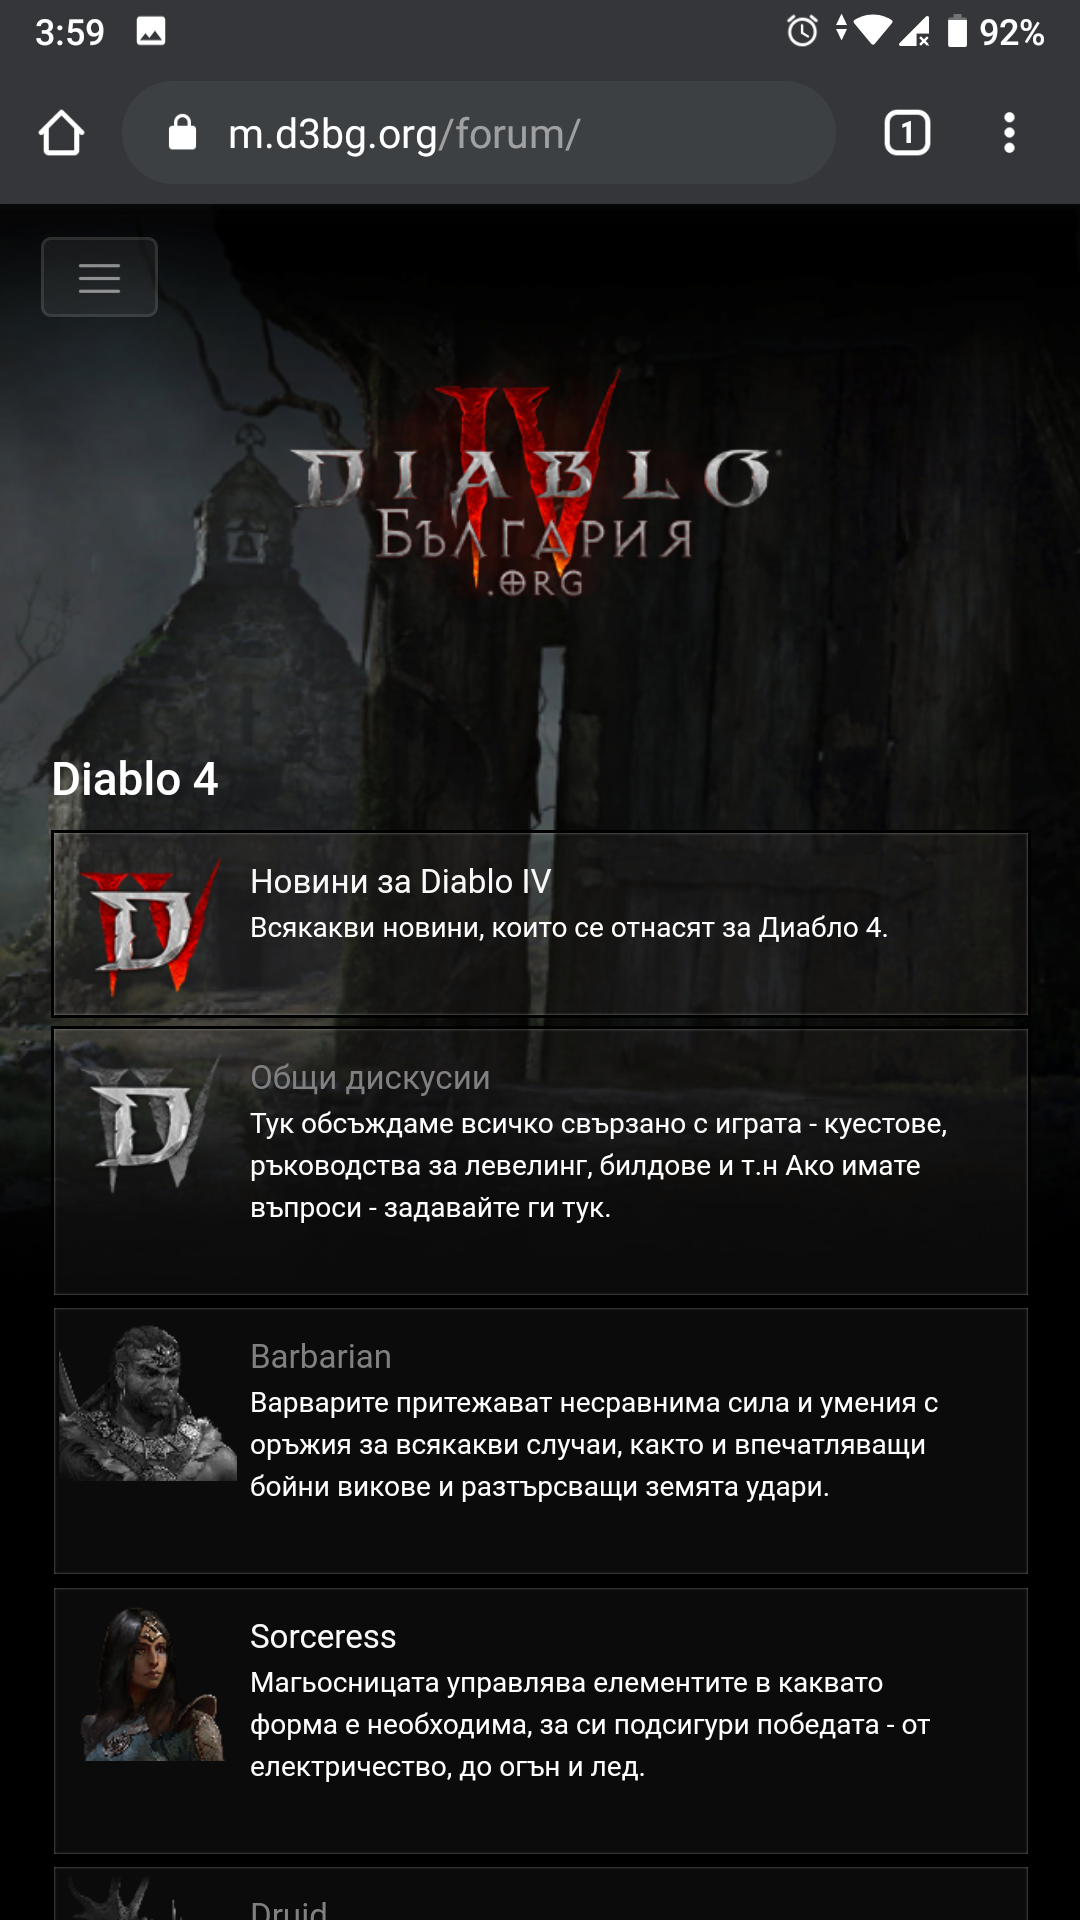 3:59
92%
m.d3bg.org/forum/
1
IV
DIABLO
България
.ORG
Diablo 4
Новини за Diablo IV
Всякакви новини, които се отнасят за Диабло 4.
Общи дискусии
Тук обсъждаме всичко свързано с играта - куестове,
ръководства за левелинг, билдове и т.н Ако имате
въпроси - задавайте ги тук.
Barbarian
Варварите притежават несравнима сила и умения с
оръжия за всякакви случаи, както и впечатляващи
бойни викове и разтърсващи земята удари.
Sorceress
Магьосницата управлява елементите в каквато
форма е необходима, за си подсигури победата - от
електричество, до огън и лед.
Druid